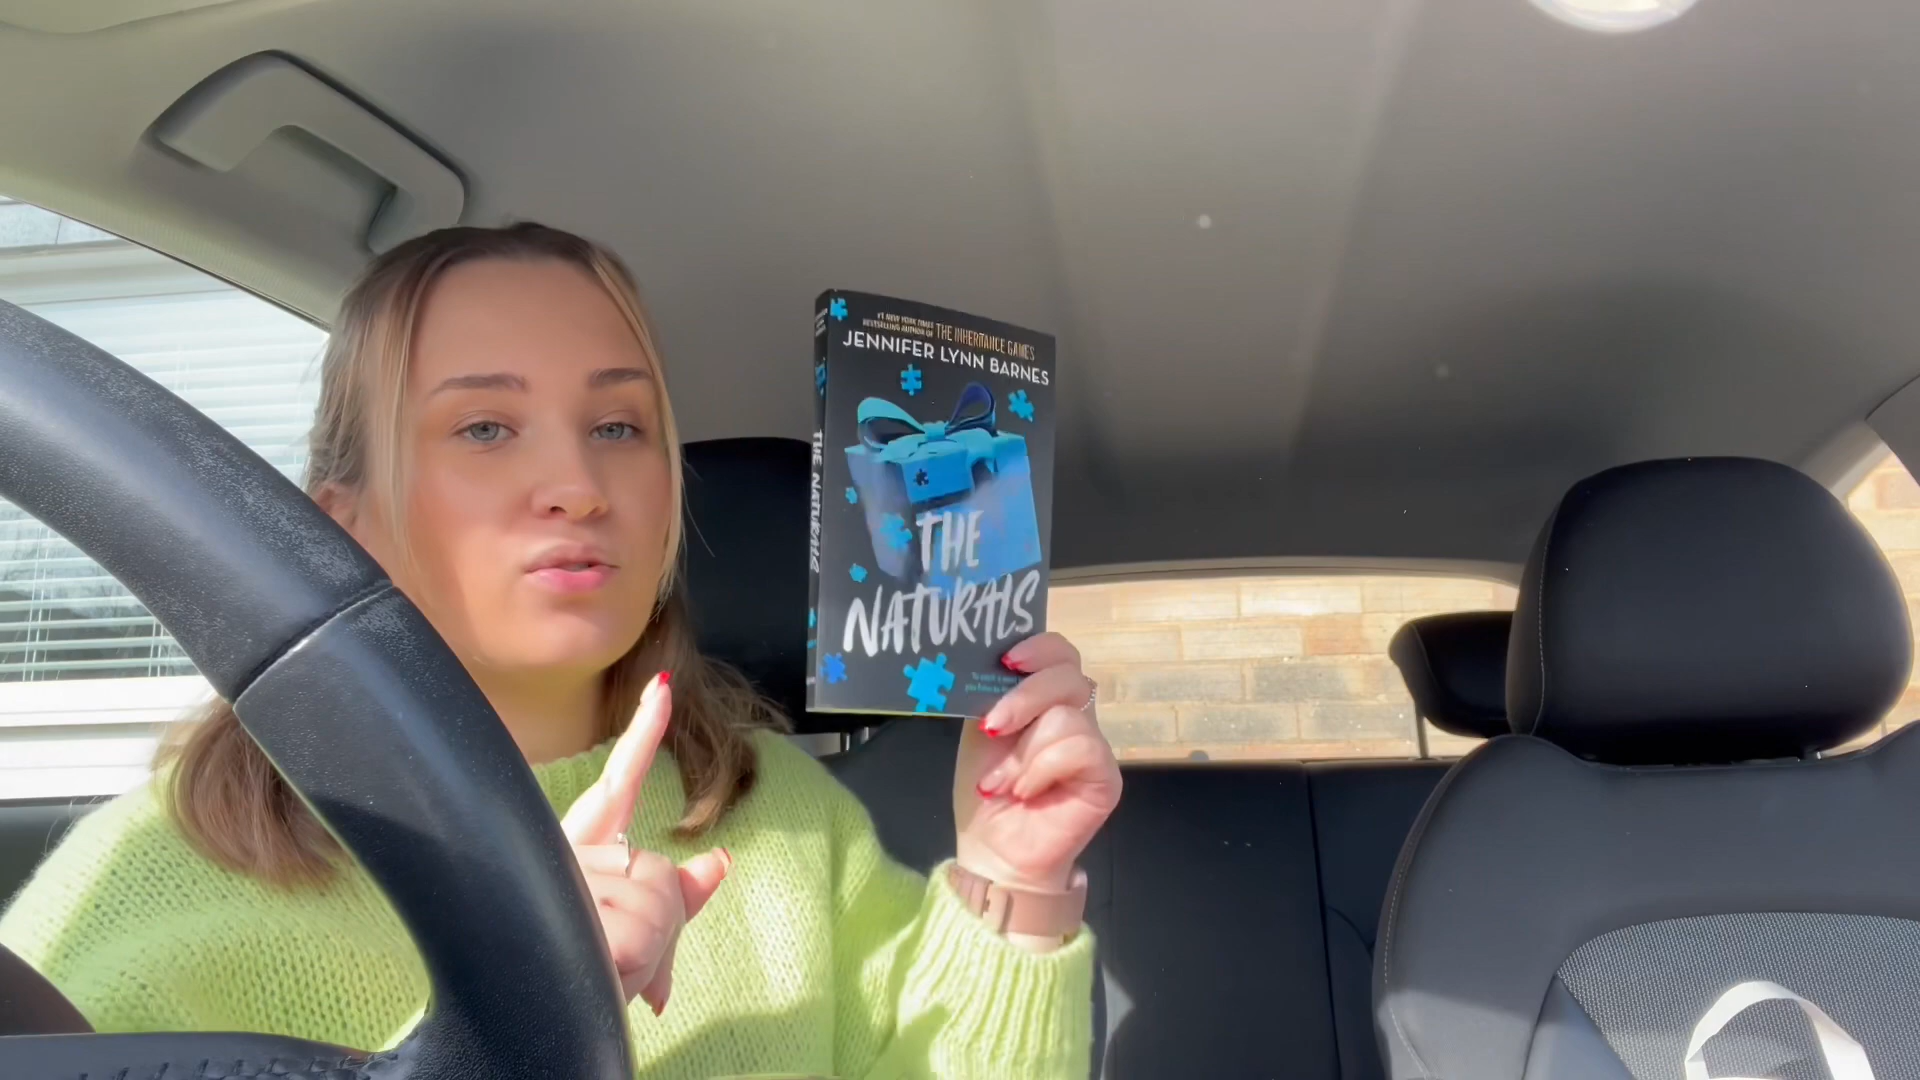 #1 NEW YORK TIMES
BESTSELLING AUTHOR OF THE INHERITANCE GAMES
JENNIFER LYNN BARNES
THE
NATURALS
THE NATURALS